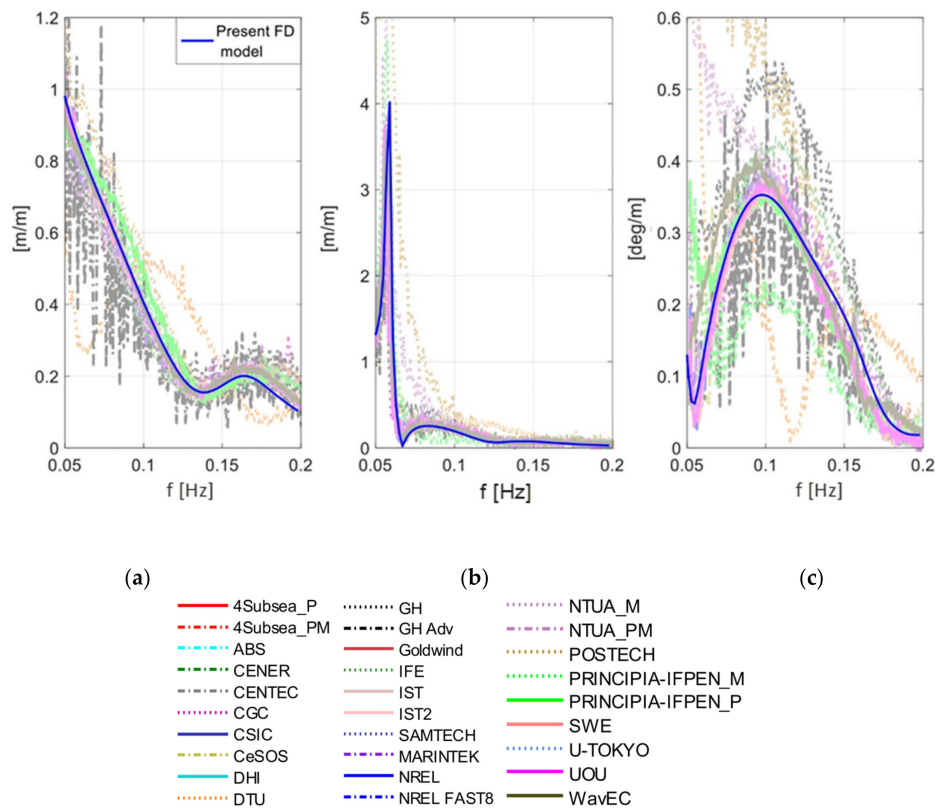 1.2
1
0.8
0.6
0.4
0.2
0
[m/m]
0.05 0.1 0.15 0.2
f [Hz]
Present FD
model
5
4
3
2
1
0
[m/m]
0.05 0.1 0.15 0.2
f [Hz]
0.6
0.5
0.4
0.3
0.2
0.1
0
[deg/m]
0.05 0.1 0.15 0.2
f [Hz]
(a) (b) (c)
4Subsea_P
4Subsea_PM
ABS
CENER
CENTEC
CGC
CSIC
CeSOS
DHI
DTU
GH
GH Adv
Goldwind
IFE
IST
IST2
SAMTECH
MARINTEK
NREL
NREL FAST8
NTUA_M
NTUA_PM
POSTECH
PRINCIPIA-IFPEN_M
PRINCIPIA-IFPEN_P
SWE
U-TOKYO
UOU
WavEC